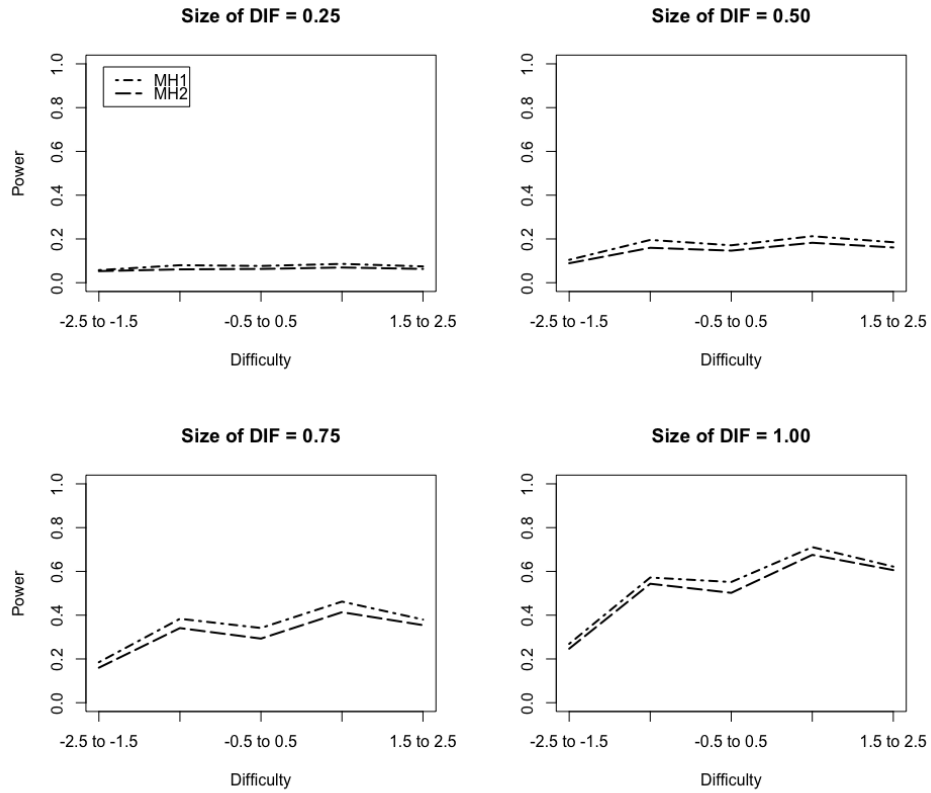 Size of DIF = 0.25
Power
1.0
0.8
0.6
0.4
0.2
0.0
MH1
MH2
-2.5 to -1.5
-0.5 to 0.5
1.5 to 2.5
Difficulty
Size of DIF = 0.50
1.0
0.8
0.6
0.4
0.2
0.0
-2.5 to -1.5
-0.5 to 0.5
1.5 to 2.5
Difficulty
Size of DIF = 0.75
Power
1.0
0.8
0.6
0.4
0.2
0.0
-2.5 to -1.5
-0.5 to 0.5
1.5 to 2.5
Difficulty
Size of DIF = 1.00
1.0
0.8
0.6
0.4
0.2
0.0
-2.5 to -1.5
-0.5 to 0.5
1.5 to 2.5
Difficulty